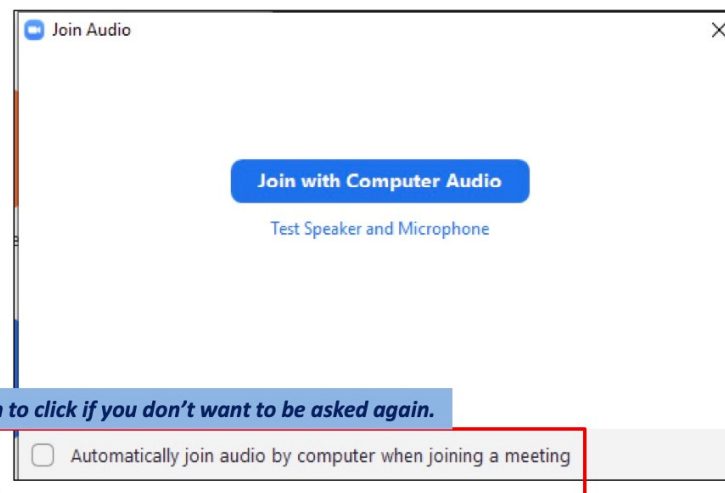 Join Audio
Join with Computer Audio
Test Speaker and Microphone
to click if you don't want to be asked again.
Automatically join audio by computer when joining a meeting